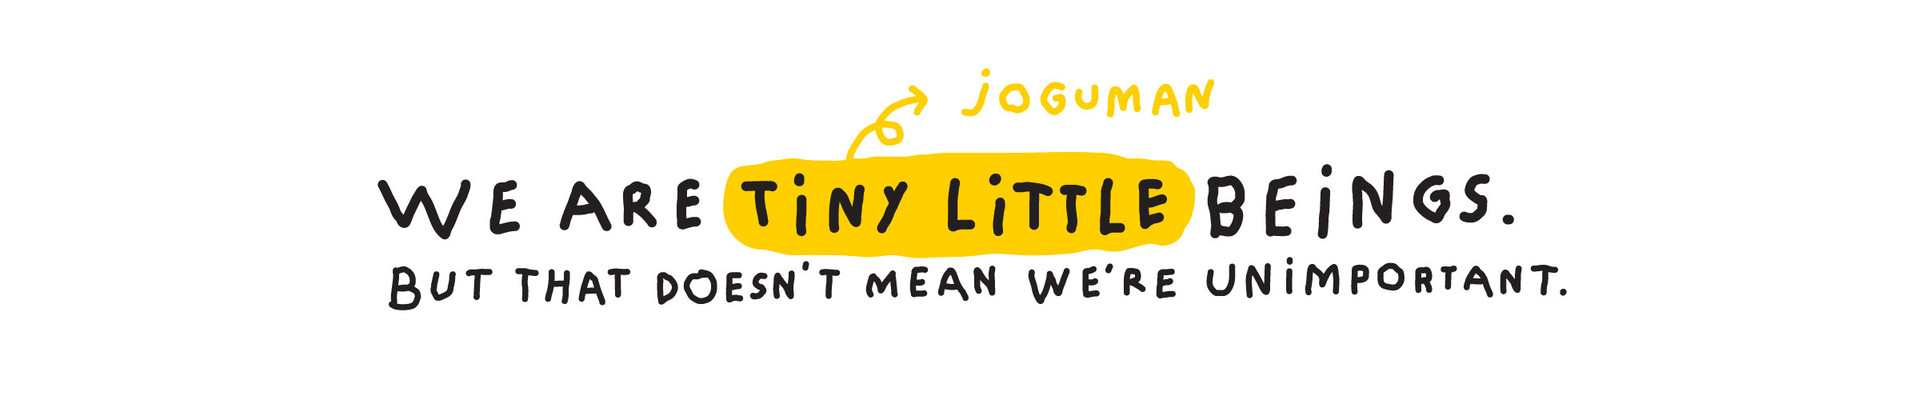 JOGUMAN
WE ARE TINY LITTLE BEINGS.
BUT THAT DOESN'T MEAN WE'RE UNIMPORTANT.